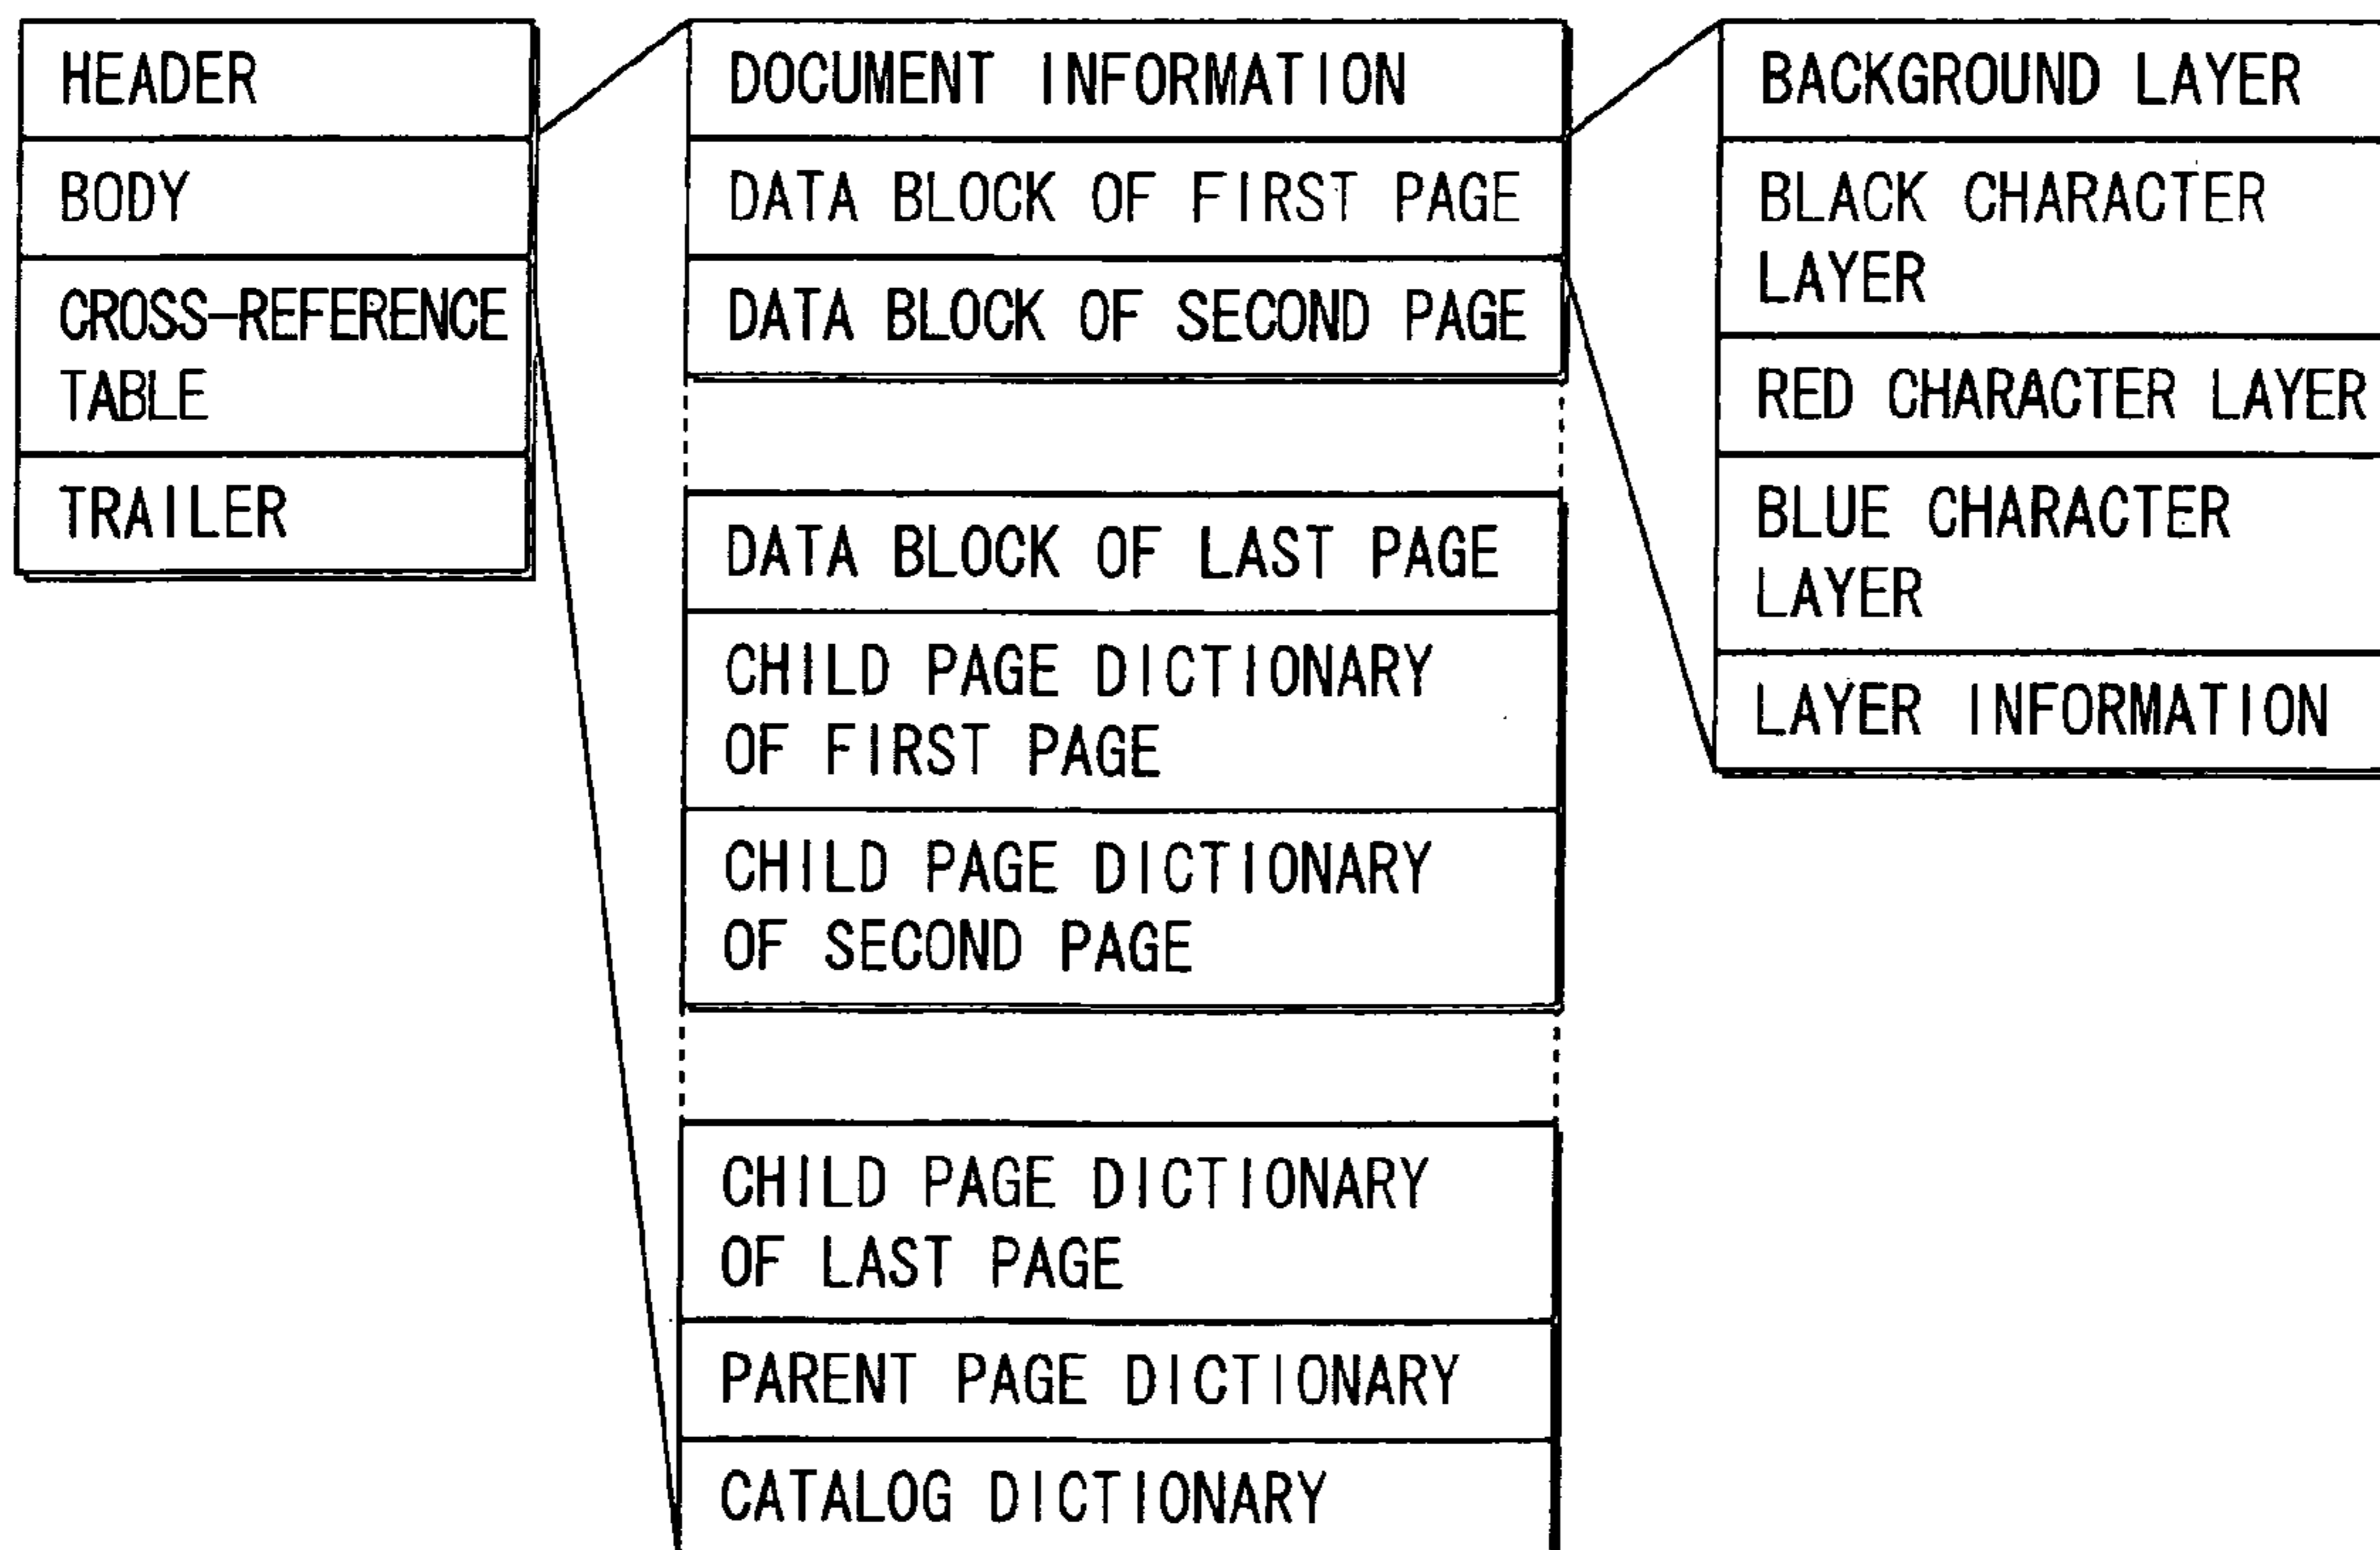 HEADER
BODY
CROSS-REFERENCE
TABLE
TRAILER
DOCUMENT INFORMATION
DATA BLOCK OF FIRST PAGE
DATA BLOCK OF SECOND PAGE
DATA BLOCK OF LAST PAGE
CHILD PAGE DICTIONARY
OF FIRST PAGE
CHILD PAGE DICTIONARY
OF SECOND PAGE
CHILD PAGE DICTIONARY
OF LAST PAGE
PARENT PAGE DICTIONARY
CATALOG DICTIONARY
BACKGROUND LAYER
BLACK CHARACTER
LAYER
RED CHARACTER LAYER
BLUE CHARACTER
LAYER
LAYER INFORMATION